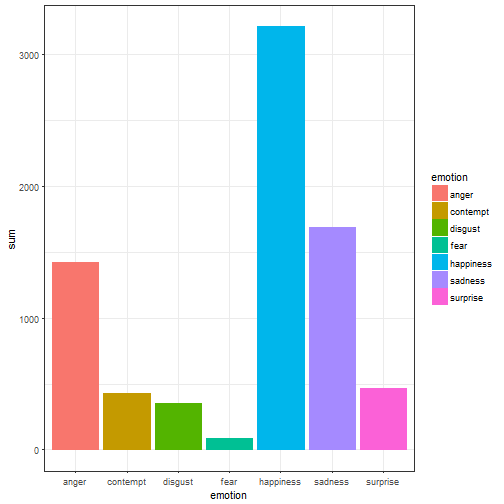 sum
3000
2000
1000
0
anger contempt disgust fear happiness sadness surprise
emotion
emotion
anger
contempt
disgust
fear
happiness
sadness
surprise